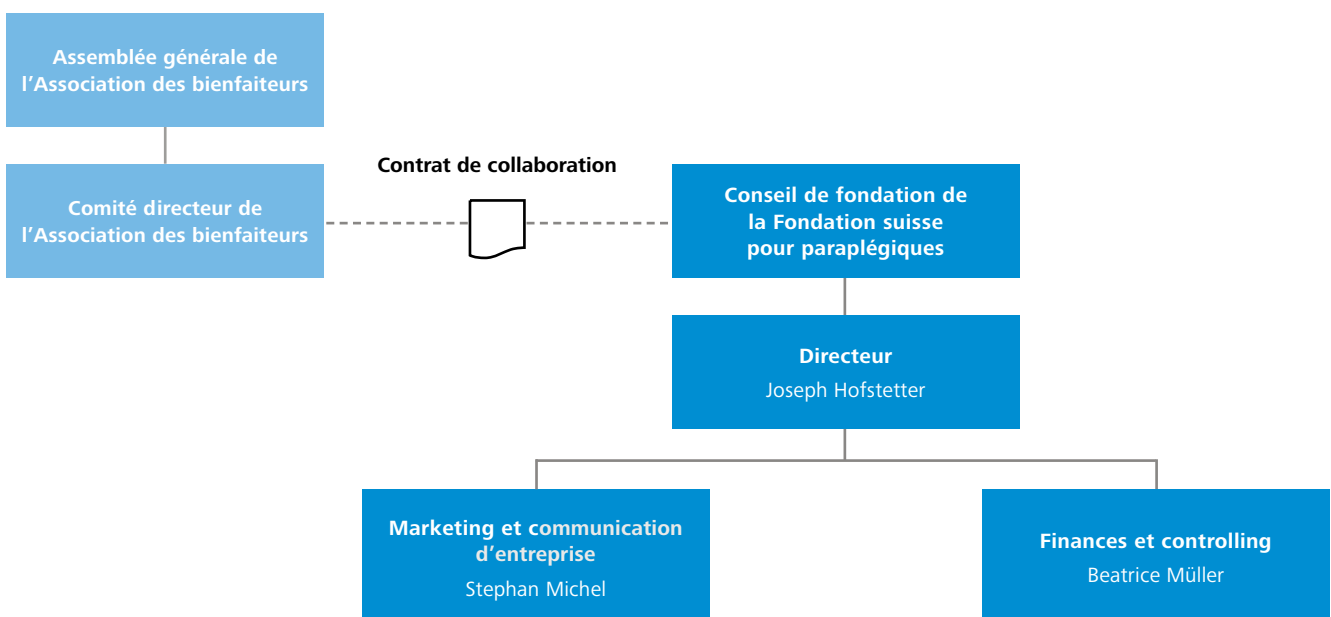 Assemblée générale de
l’Association des bienfaiteurs
Contrat de collaboration
Comité directeur de
l’Association des bienfaiteurs
Conseil de fondation de
la Fondation suisse
pour paraplégiques
Directeur
Joseph Hofstetter
Marketing et communication
d’entreprise
Stephan Michel
Finances et controlling
Beatrice Müller